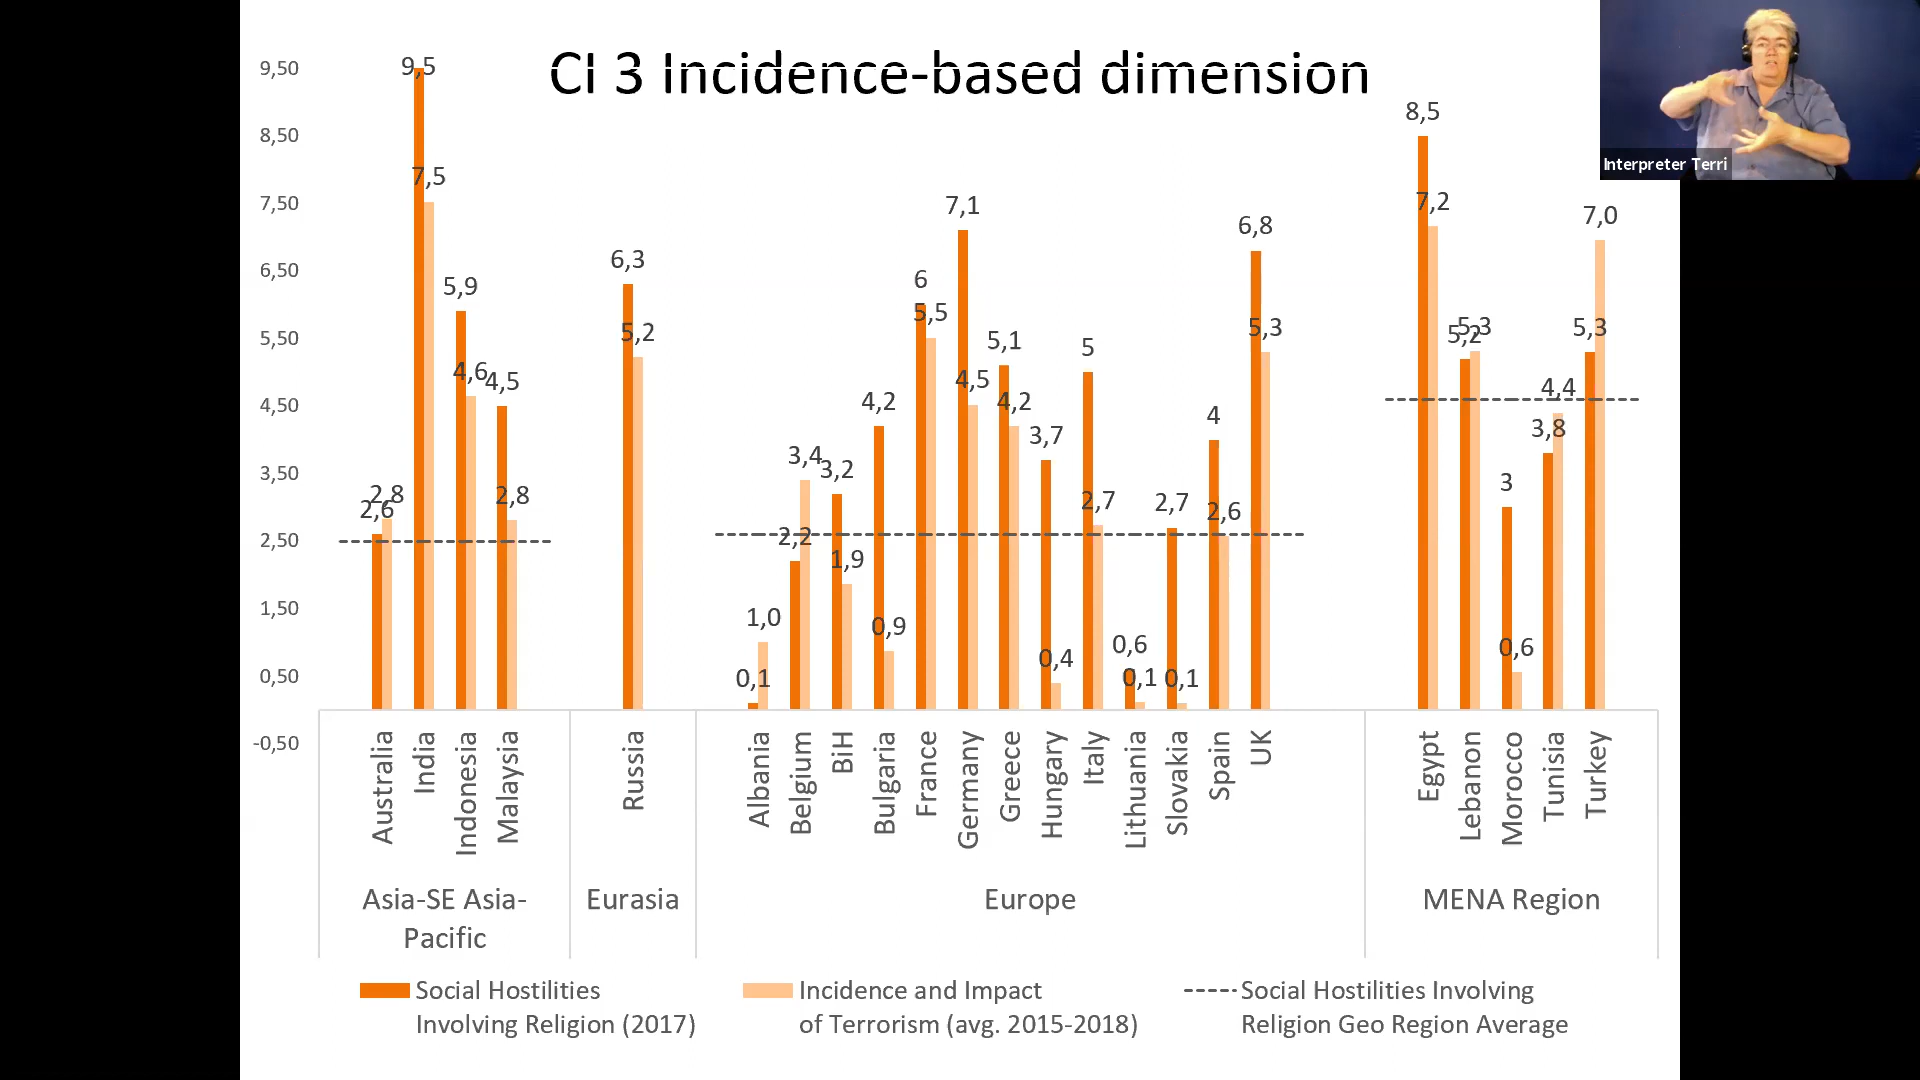 CI 3 Incidence-based dimension
Interpreter Terri
9,50
8,50
7,50
6,50
5,50
4,50
3,50
2,50
1,50
0,50
-0,50
2,6
2,8
9,5
7,5
5,9
4,6
4,5
2,8
6,3
5,2
0,1
1,0
2,2
3,4
3,2
1,9
4,2
0,9
6
5,5
7,1
4,5
5,1
4,2
3,7
0,4
5
2,7
0,6
0,1
2,7
0,1
4
2,6
6,8
5,3
8,5
7,2
5,2
5,3
3
0,6
3,8
4,4
5,3
7,0
Australia
India
Indonesia
Malaysia
Russia
Albania
Belgium
BiH
Bulgaria
France
Germany
Greece
Hungary
Italy
Lithuania
Slovakia
Spain
UK
Egypt
Lebanon
Morocco
Tunisia
Turkey
Asia-SE Asia-
Pacific
Eurasia
Europe
MENA Region
Social Hostilities
Involving Religion (2017)
Incidence and Impact
of Terrorism (avg. 2015-2018)
Social Hostilities Involving
Religion Geo Region Average